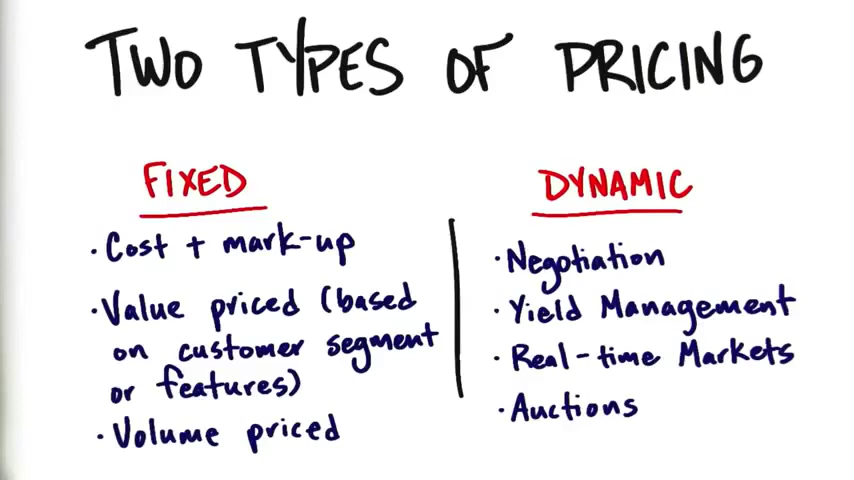 TWO TYPES OF PRICING
FIXED
• Cost + mark-up
• Value priced (based
on customer segment
or features)
• Volume priced
DYNAMIC
• Negotiation
• Yield Management
• Real-time Markets
• Auctions